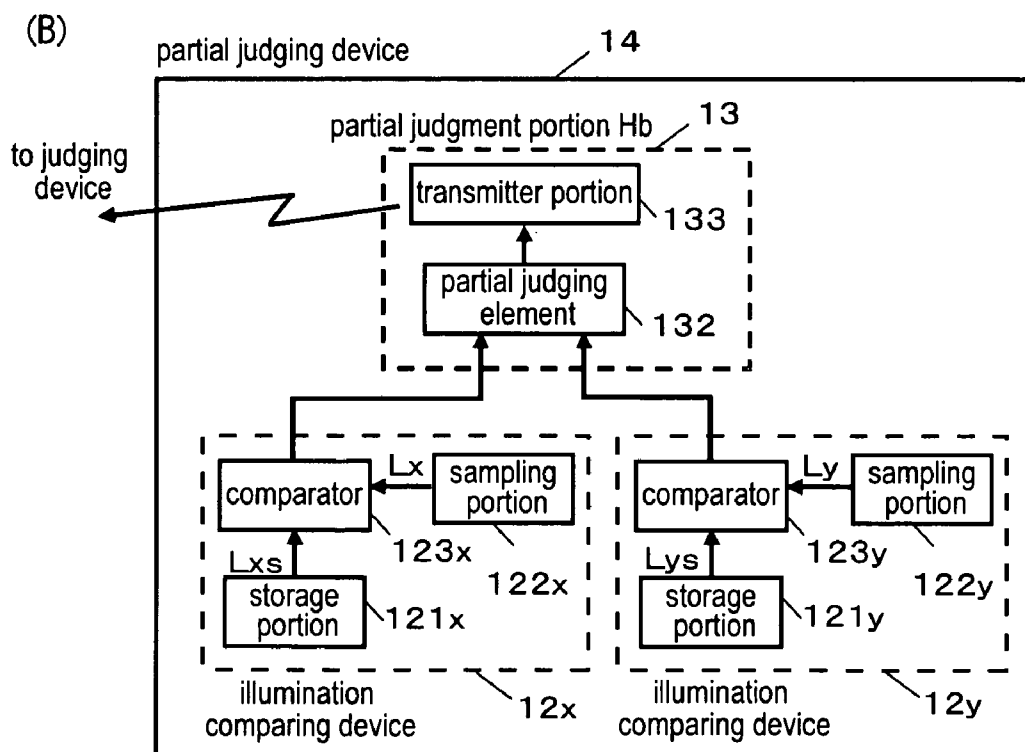 (B)
partial judging device
14
partial judgment portion Hb
13
to judging
device
transmitter portion
133
partial judging
element
132
Lx
comparator
sampling
portion
123x
122x
Lxs
storage
portion
121x
illumination
comparing device
12x
Ly
comparator
sampling
portion
123y
122y
Lys
storage
portion
121y
illumination
comparing device
12y